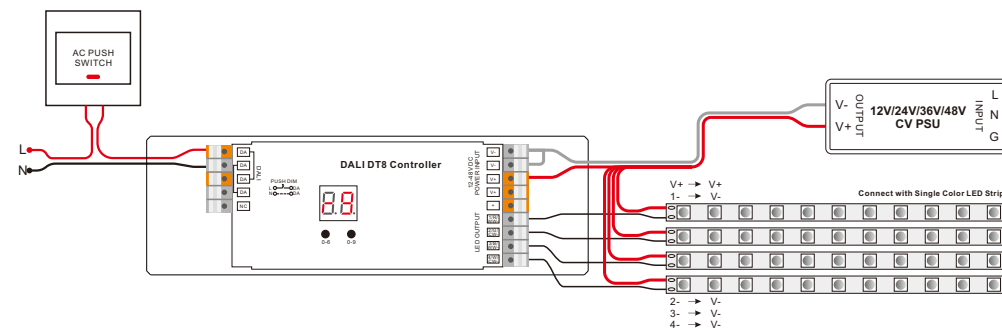 AC PUSH
SWITCH
L
N
DA
DA
DA
DA
NC
DALI
PUSH DIM
L DA
N DA
DALI DT8 Controller
8.9.
0-6
0-9
12-48VDC
POWER INPUT
V-
V-
V+
V+
+
LED OUTPUT
V-
V+
OUTPUT
12V/24V/36V/48V
CV PSU
INPUT
L
N
G
V+ → V+
1- → V-
Connect with Single Color LED Strip
2- → V-
3- → V-
4- → V-